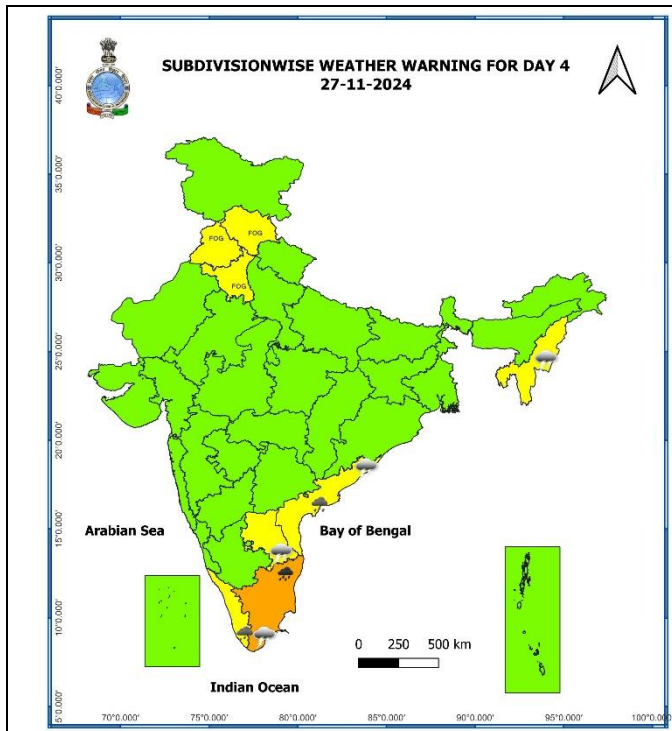 SUBDIVISIONWISE WEATHER WARNING FOR DAY 4
27-11-2024
40°0.000'
35°0.000'
30°0.000'
25°0.000'
20°0.000'
15°0.000'
10°0.000'
5°0.000'
FOG
FOG
FOG
Arabian Sea
Bay of Bengal
0 250 500 km
Indian Ocean
70°0.000' 75°0.000' 80°0.000' 85°0.000' 90°0.000' 95°0.000' 100°0.000'